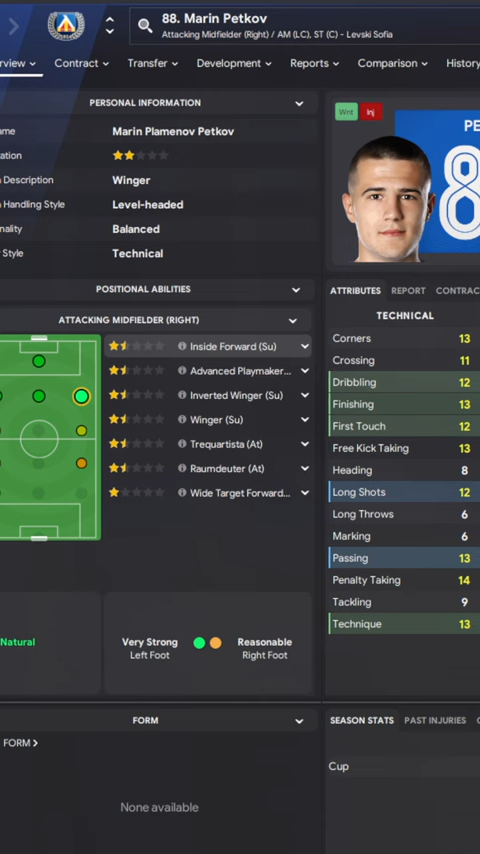 88. Marin Petkov
Attacking Midfielder (Right) / AM (LC), ST (C) - Levski Sofia
rview Contract Transfer Development Reports Comparison History
PERSONAL INFORMATION
ame Marin Plamenov Petkov
ation
Description Winger
Handling Style Level-headed
nality Balanced
Style Technical
POSITIONAL ABILITIES
ATTACKING MIDFIELDER (RIGHT)
Inside Forward (Su)
Advanced Playmaker...
Inverted Winger (Su)
Winger (Su)
Trequartista (At)
Raumdeuter (At)
Wide Target Forward...
Natural
Very Strong
Left Foot
Reasonable
Right Foot
FORM
FORM
None available
Wnt Inj
PE
8
ATTRIBUTES REPORT CONTRAC
TECHNICAL
Corners 13
Crossing 11
Dribbling 12
Finishing 13
First Touch 12
Free Kick Taking 13
Heading 8
Long Shots 12
Long Throws 6
Marking 6
Passing 13
Penalty Taking 14
Tackling 9
Technique 13
SEASON STATS PAST INJURIES
Cup